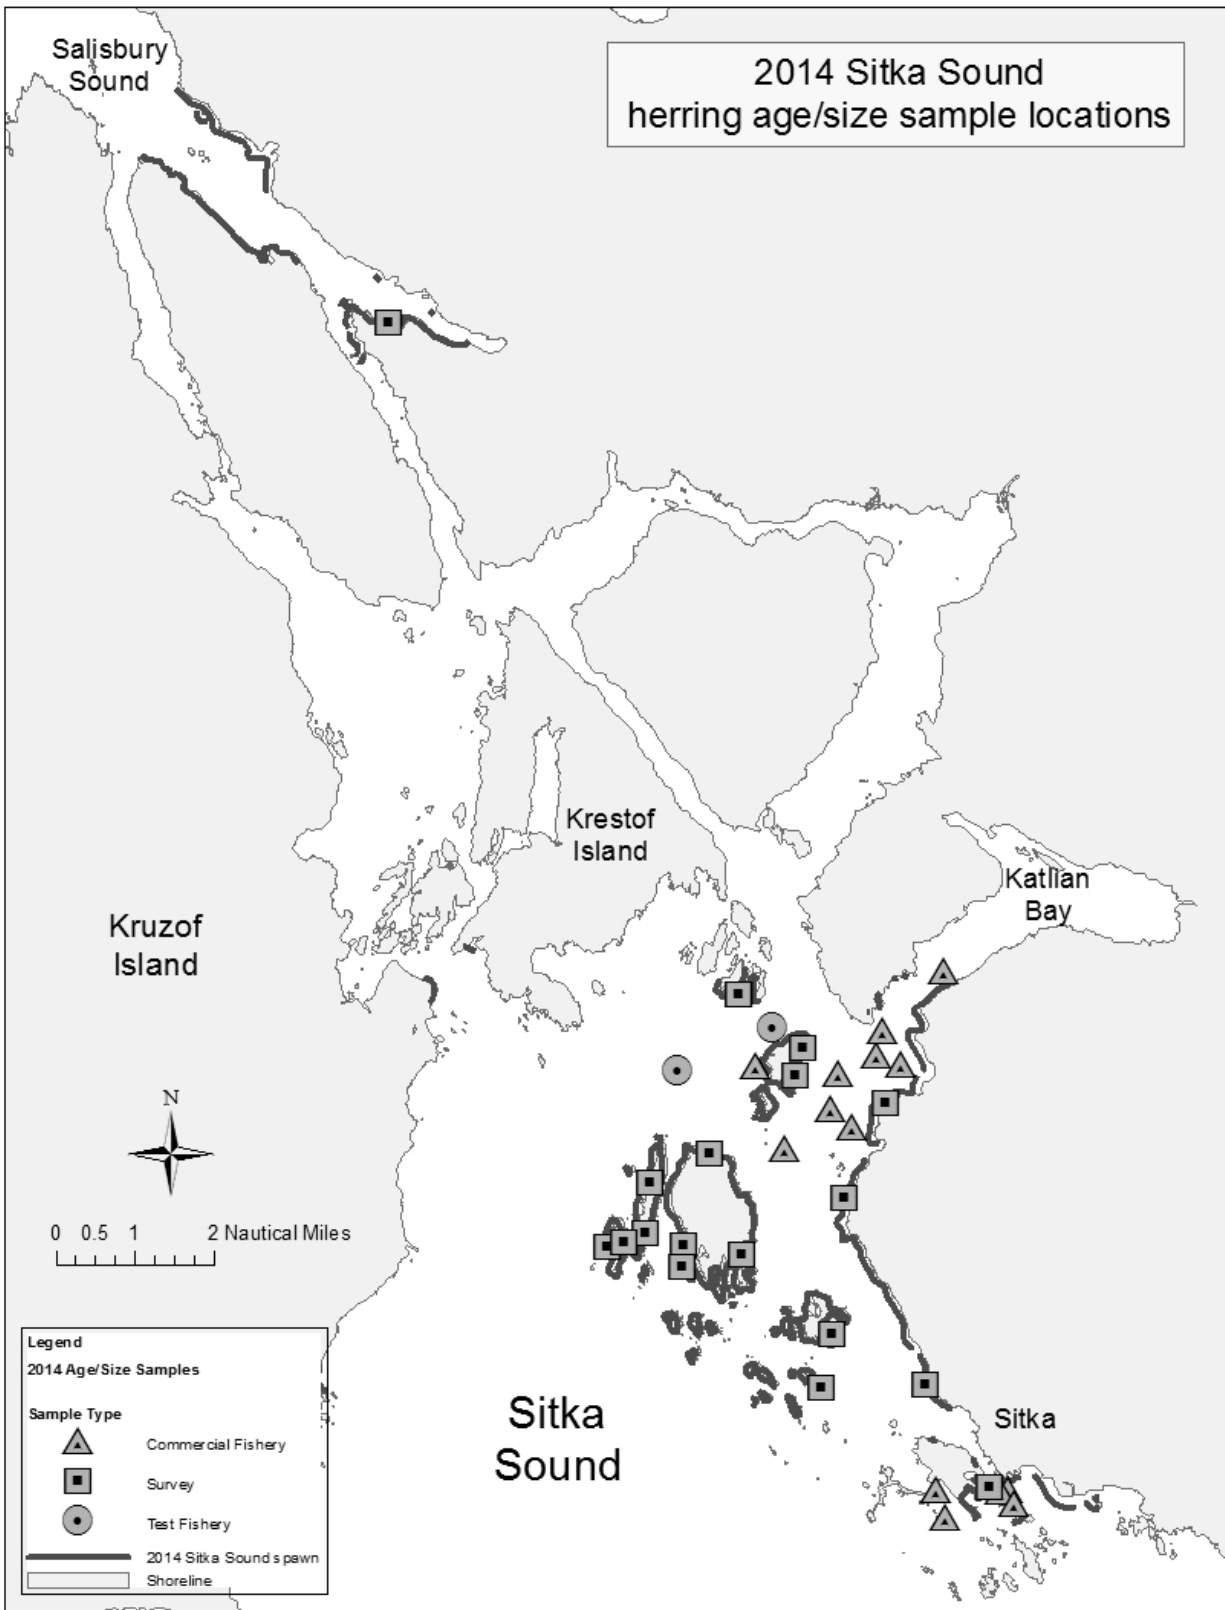 Salisbury
Sound
2014 Sitka Sound
herring age/size sample locations
Krestof
Island
Katlian
Bay
Kruzof
Island
N
0 0.5 1 2 Nautical Miles
Legend
2014 Age/Size Samples
Sample Type
Commercial Fishery
Survey
Test Fishery
2014 Sitka Sound spawn
Shoreline
Sitka
Sound
Sitka